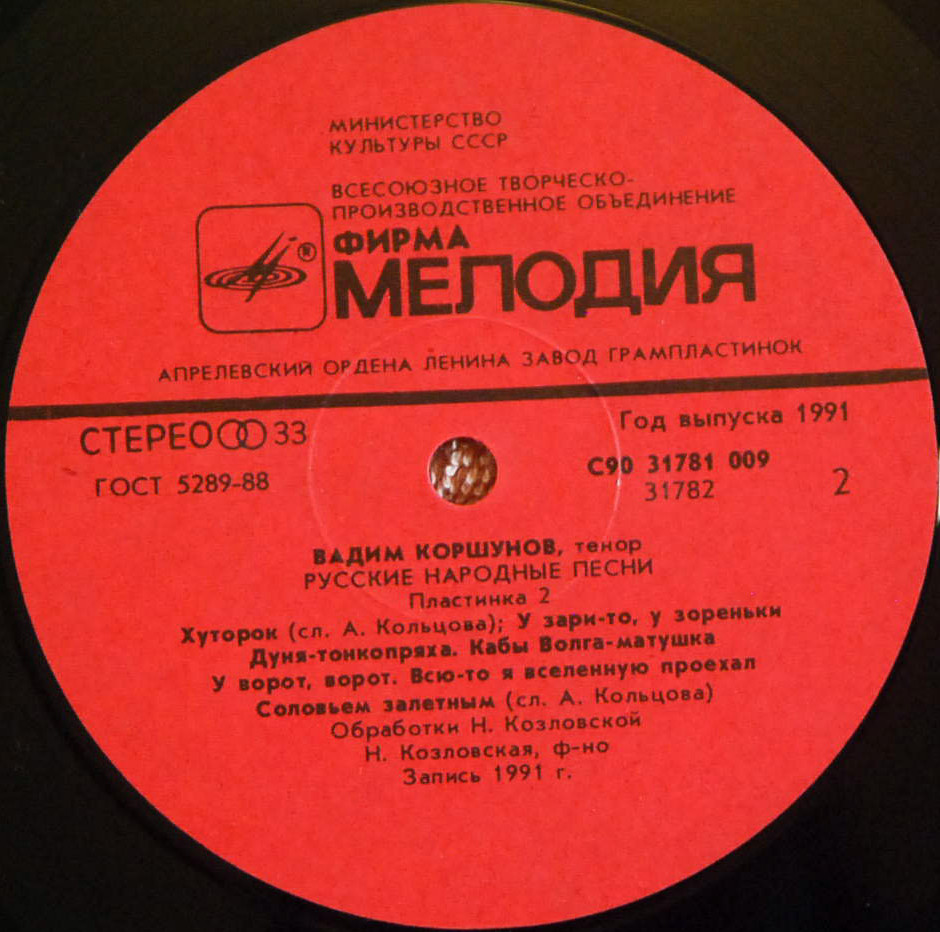 МИНИСТЕРСТВО
КУЛЬТУРЫ СССР
ВСЕСОЮЗНОЕ ТВОРЧЕСКО-
ПРОИЗВОДСТВЕННОЕ ОБЪЕДИНЕНИЕ
®
ФИРМА
МЕЛОДИЯ
АПРЕЛЕВСКИЙ ОРДЕНА ЛЕНИНА ЗАВОД ГРАМПЛАСТИНОК
СТЕРЕО 33
Год выпуска 1991
ГОСТ 5289-88
С90 31781 009
31782
2
ВАДИМ КОРШУНОВ, тенор
РУССКИЕ НАРОДНЫЕ ПЕСНИ
Пластинка 2
Хуторок (сл. А. Кольцова); У зари-то, у зореньки
Дуня-тонкопряха. Кабы Волга-матушка
У ворот, ворот. Всю-то я вселенную проехал
Соловьем залетным (сл. А. Кольцова)
Обработки Н. Козловской
Н. Козловская, ф-но
Запись 1991 г.